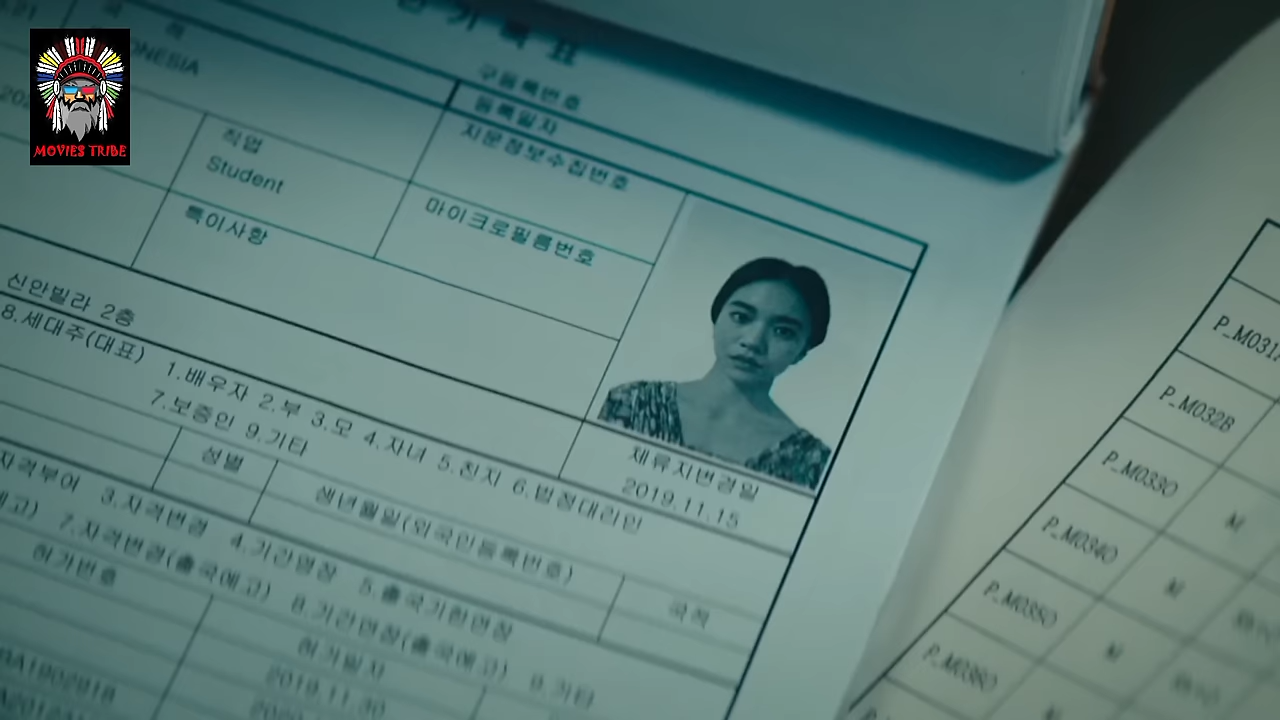 MOVIES TRIBE
구등록번호
등록일자
지문정보수집번호
직업
Student
마이크로필름번호
특이사항
신안빌라 2층
8.세대주(대표) 1.배우자 2.부 3.모 4.자녀 5.친지 6.법정대리인
7.보증인 9.기타
체류지변경일
2019.11.15
성별
생년월일(외국인등록번호)
국적
자격부여 3.자격변경 4.기간연장 5.출국기한연장
7.자격변경(출국예고) 8.기간연장(출국예고) 9.기타
허가번호
허가일자
2019.11.30
P_M032B
P_M033O
P_M034O
P_M035O
P_M036O